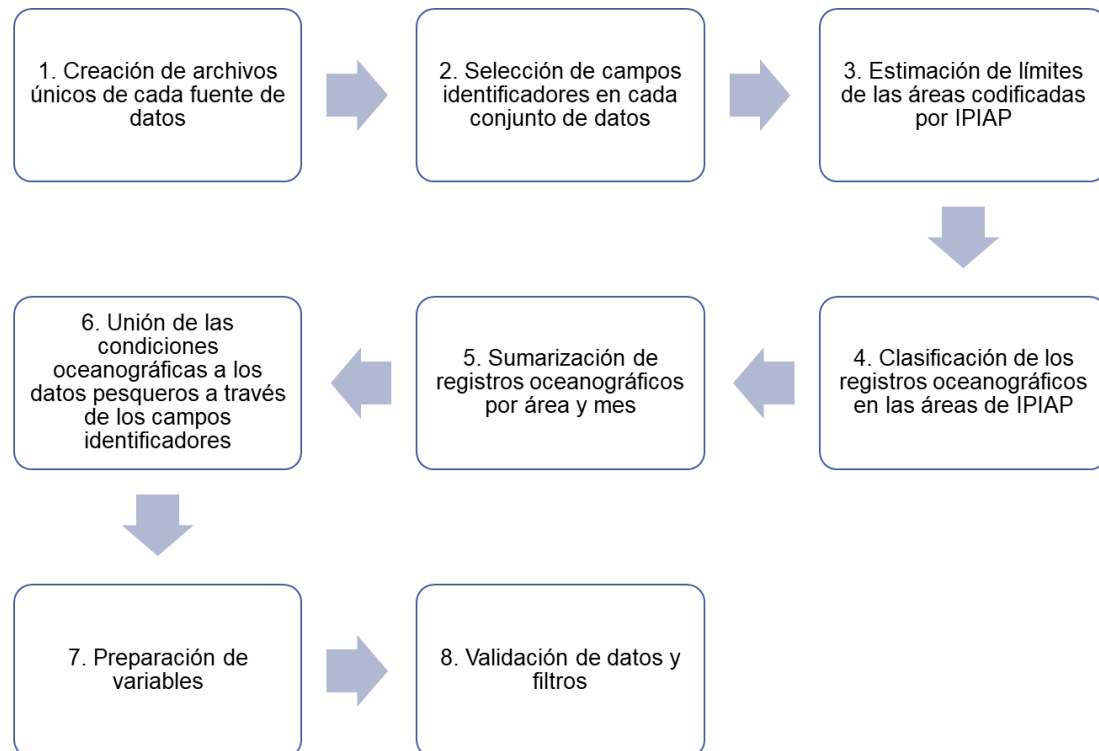 1. Creación de archivos
únicos de cada fuente de
datos
2. Selección de campos
identificadores en cada
conjunto de datos
3. Estimación de límites
de las áreas codificadas
por IPIAP
4. Clasificación de los
registros oceanográficos
en las áreas de IPIAP
5. Sumarización de
registros oceanográficos
por área y mes
6. Unión de las
condiciones
oceanográficas a los
datos pesqueros a través
de los campos
identificadores
7. Preparación de
variables
8. Validación de datos y
filtros